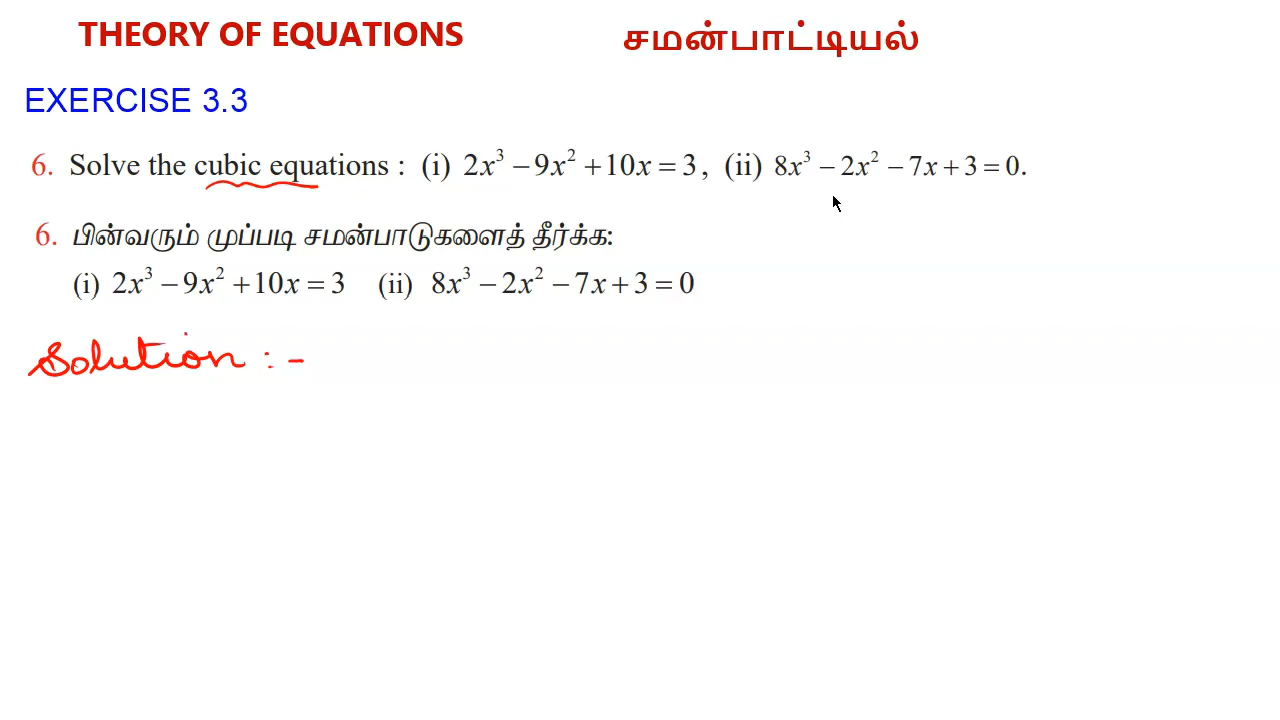 THEORY OF EQUATIONS சமன்பாட்டியல்
EXERCISE 3.3
6. Solve the cubic equations : (i) 2x³ − 9x² + 10x = 3, (ii) 8x³ − 2x² − 7x + 3 = 0.
6. பின்வரும் முப்படி சமன்பாடுகளைத் தீர்க்க:
(i) 2x³ − 9x² + 10x = 3 (ii) 8x³ − 2x² − 7x + 3 = 0
Solution :-